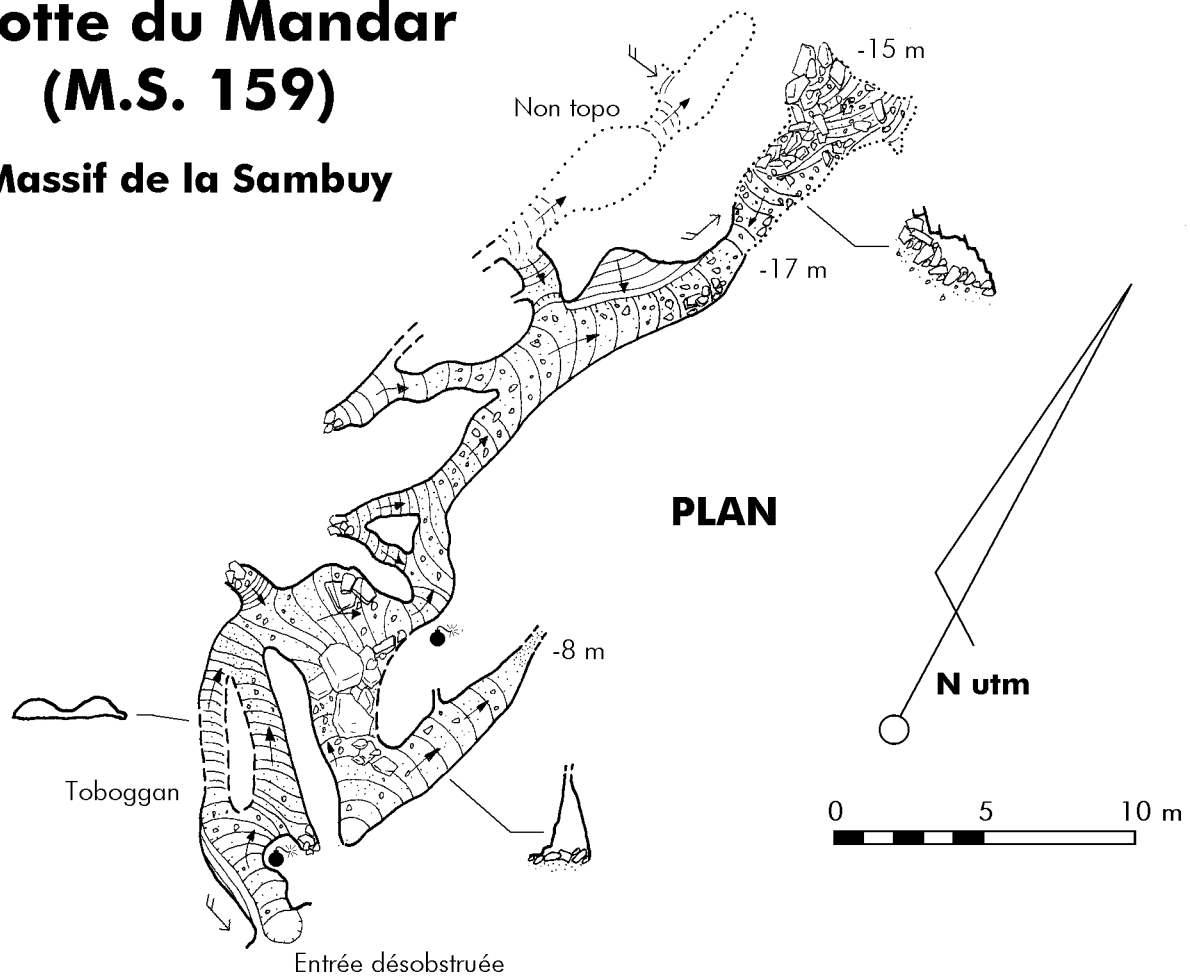 otte du Mandar
(M.S. 159)
Massif de la Sambuy
-15 m
Non topo
-17 m
PLAN
-8 m
N utm
Toboggan
0 5 10 m
Entrée désobstruée